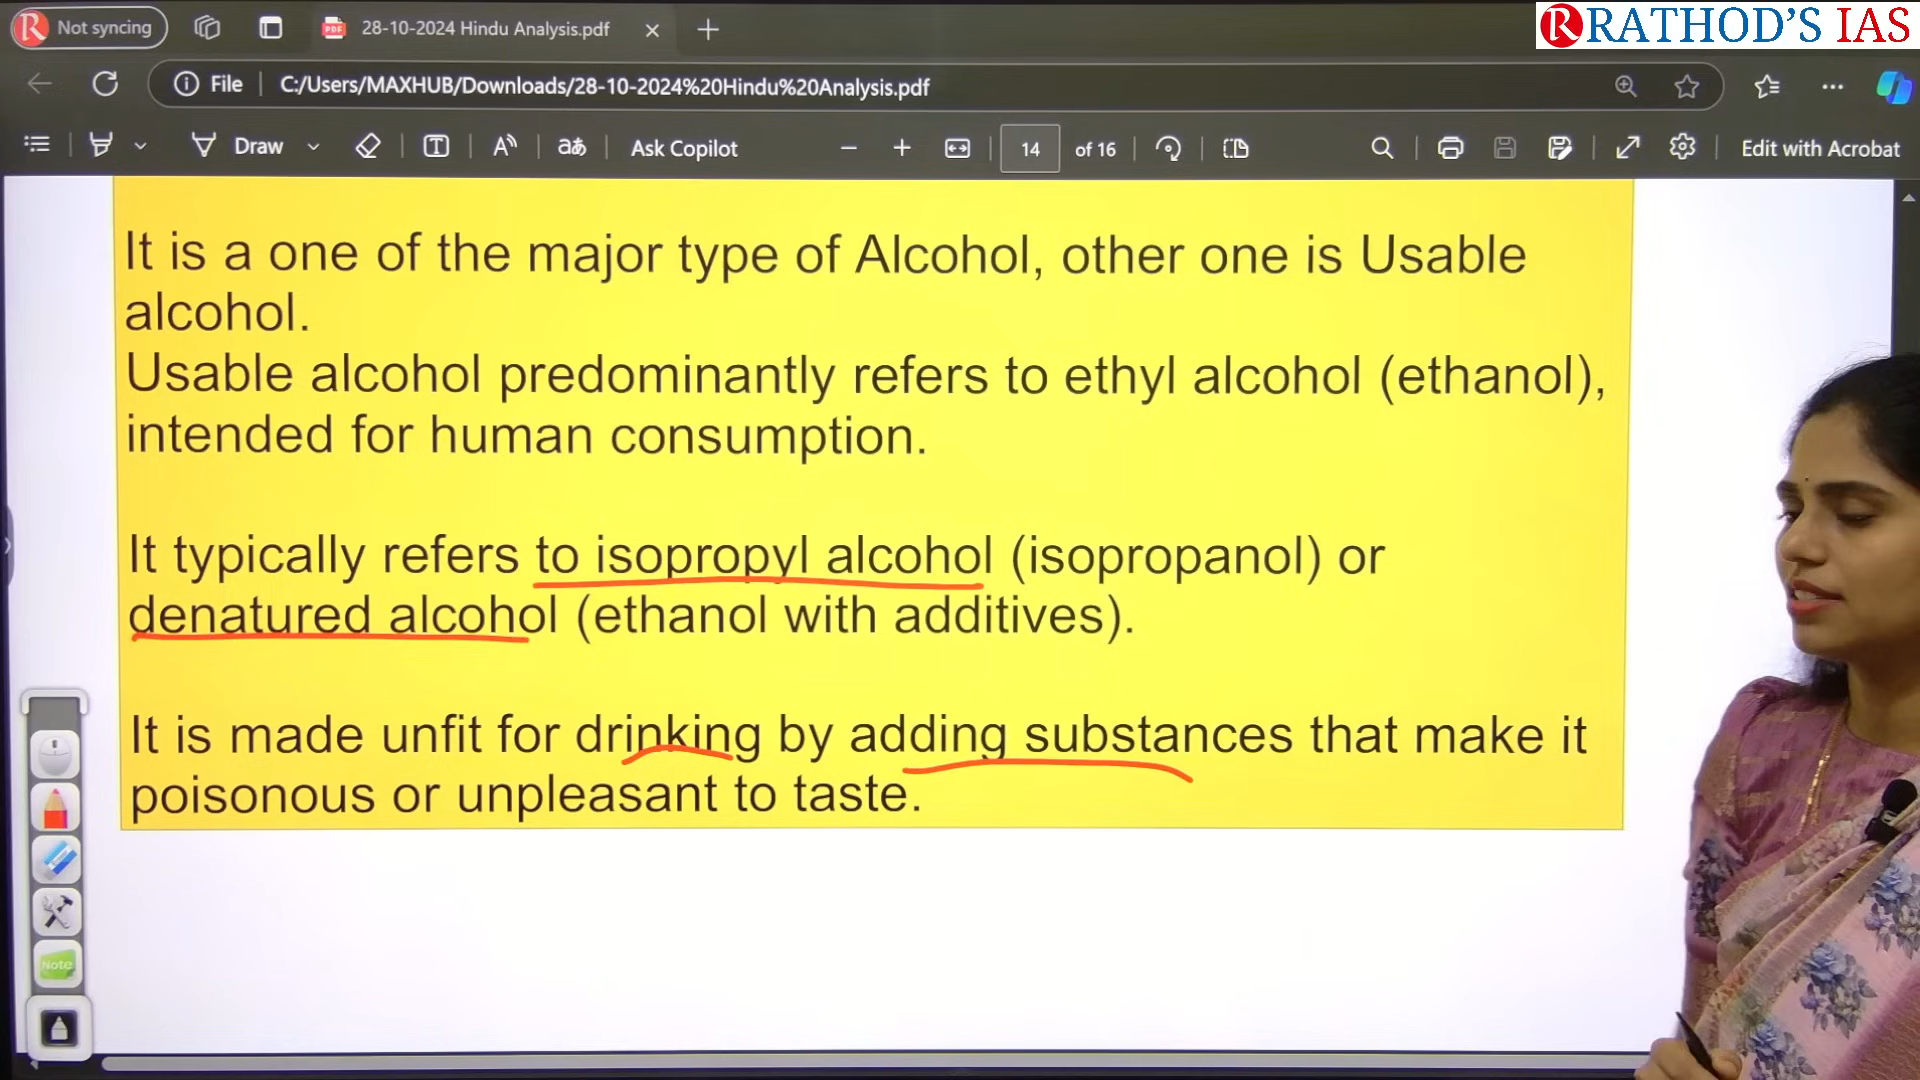 Not syncing
28-10-2024 Hindu Analysis.pdf
RATHOD'S IAS
File
C:/Users/MAXHUB/Downloads/28-10-2024%20Hindu%20Analysis.pdf
Draw
Ask Copilot
14 of 16
Edit with Acrobat
It is a one of the major type of Alcohol, other one is Usable
alcohol.
Usable alcohol predominantly refers to ethyl alcohol (ethanol),
intended for human consumption.
It typically refers to isopropyl alcohol (isopropanol) or
denatured alcohol (ethanol with additives).
It is made unfit for drinking by adding substances that make it
poisonous or unpleasant to taste.
Note